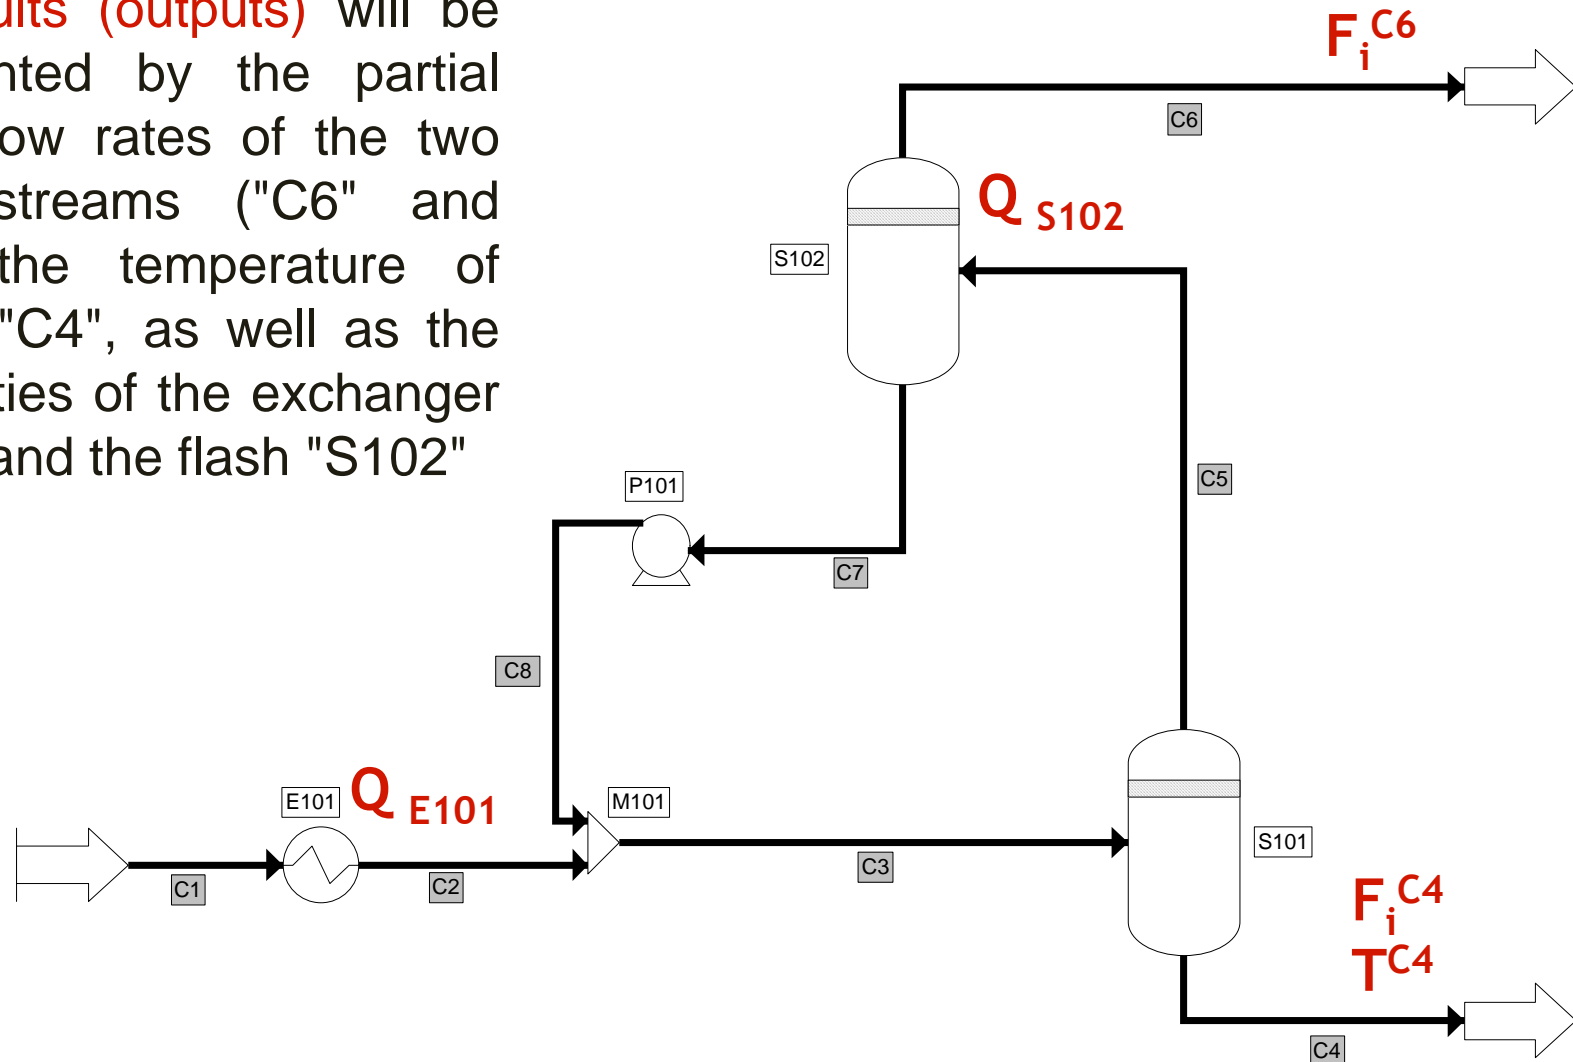 (outputs) will be
by the partial
rates of the two
streams ("C6" and
the temperature of
"C4", as well as the
of the exchanger
and the flash "S102"
F_i^C6
C6
Q S102
S102
C5
P101
C7
C8
E101
Q E101
M101
S101
C1
C2
C3
F_i^C4
T^C4
C4